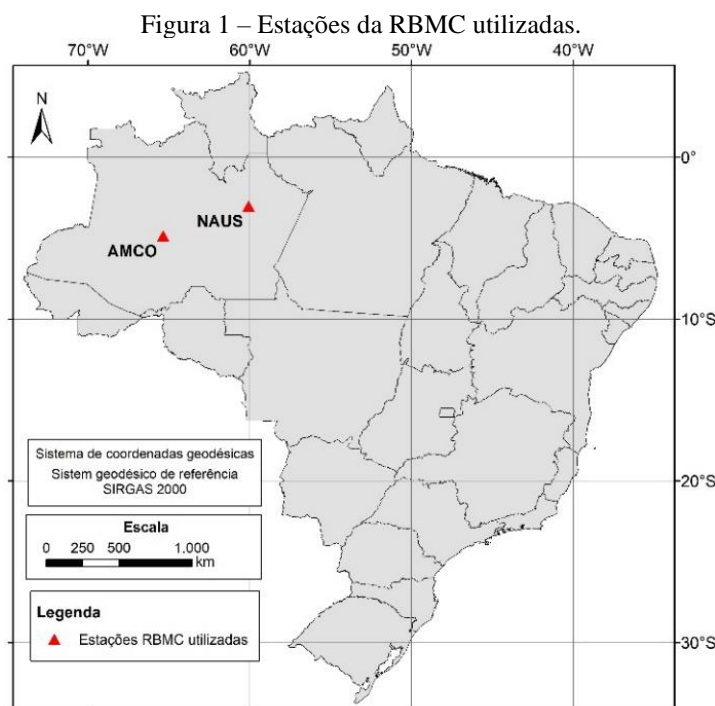 Figura 1 – Estações da RBMC utilizadas.
70°W 60°W 50°W 40°W
N
0°
NAUS
AMCO
10°S
Sistema de coordenadas geodésicas
Sistem geodésico de referência
SIRGAS 2000
20°S
Escala
0 250 500 1.000
km
Legenda
Estações RBMC utilizadas
30°S